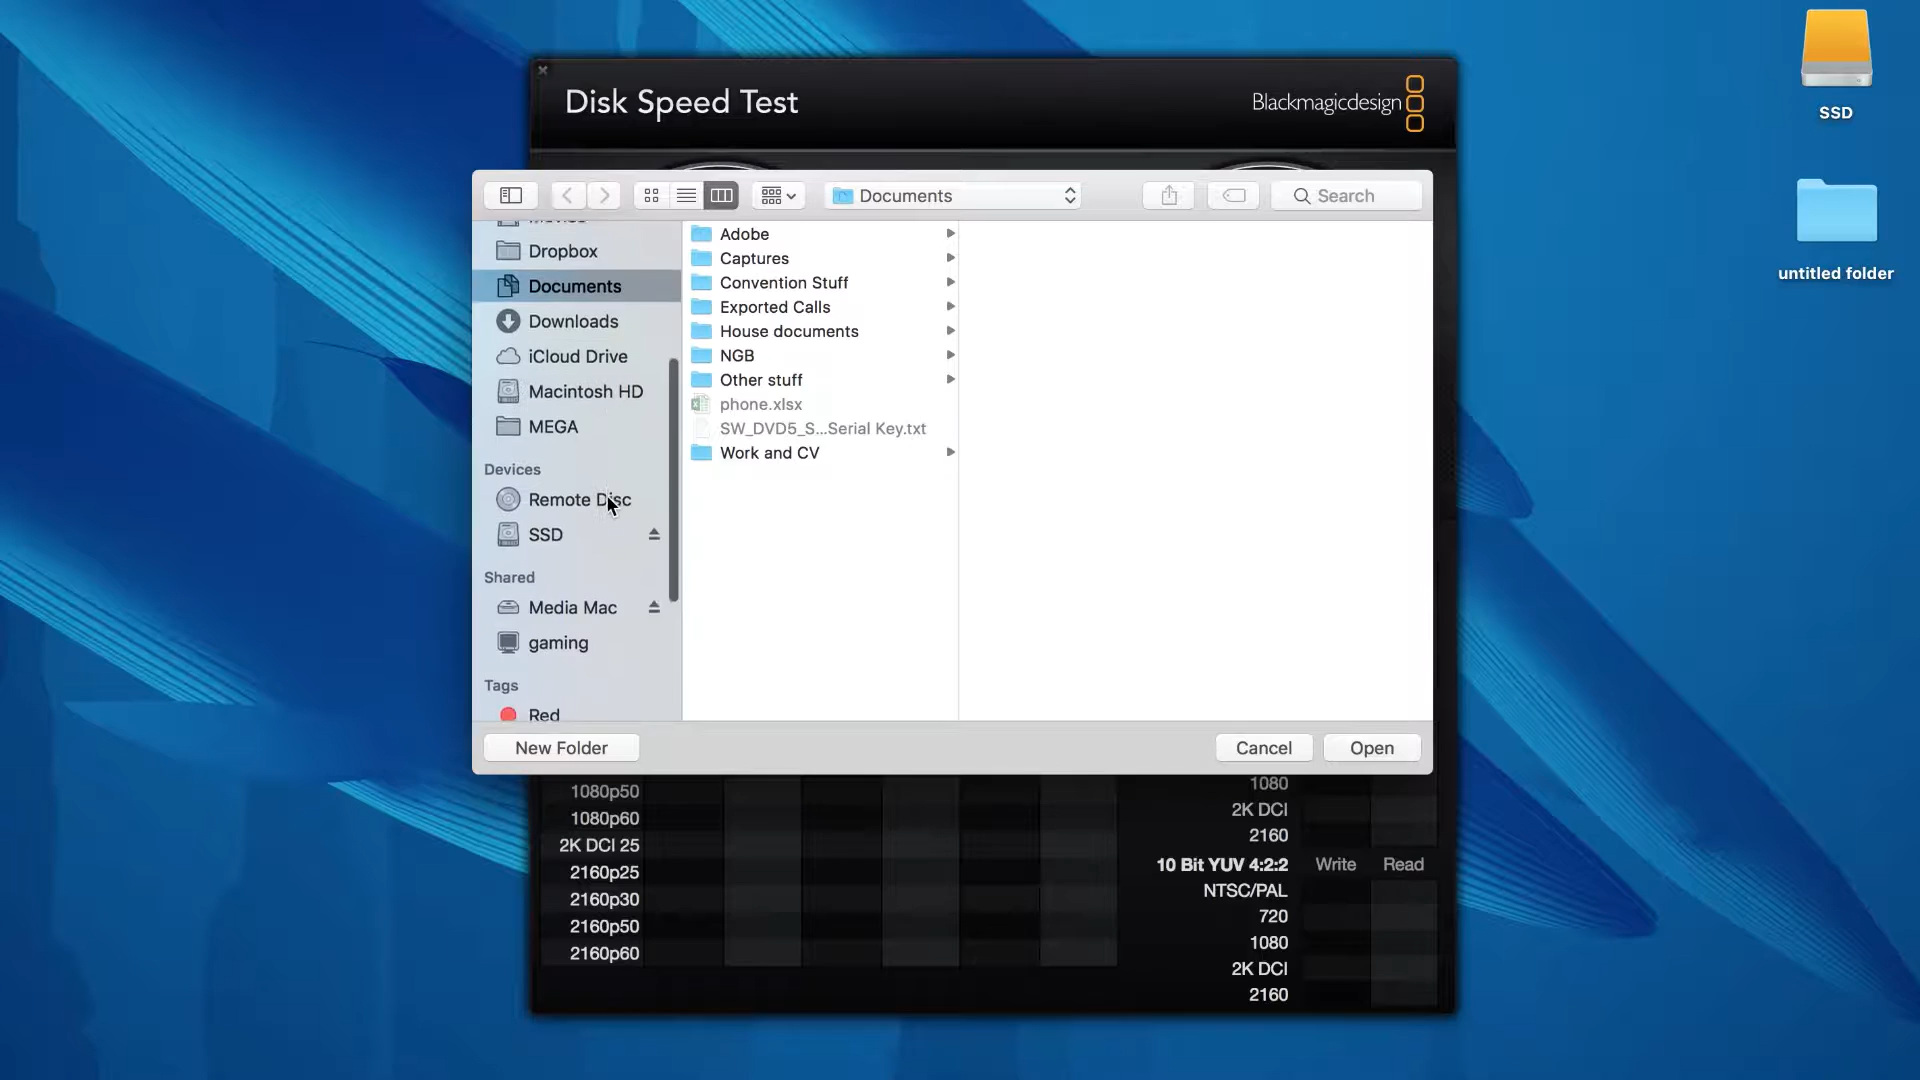 SSD
untitled folder
Disk Speed Test
Blackmagicdesign
Documents
Search
Dropbox
Documents
Downloads
iCloud Drive
Macintosh HD
MEGA
Devices
Remote Disc
SSD
Shared
Media Mac
gaming
Tags
Red
Adobe
Captures
Convention Stuff
Exported Calls
House documents
NGB
Other stuff
phone.xlsx
SW_DVD5_S...Serial Key.txt
Work and CV
New Folder
Cancel
Open
1080p50
1080p60
2K DCI 25
2160p25
2160p30
2160p50
2160p60
1080
2K DCI
2160
10 Bit YUV 4:2:2 Write Read
NTSC/PAL
720
1080
2K DCI
2160